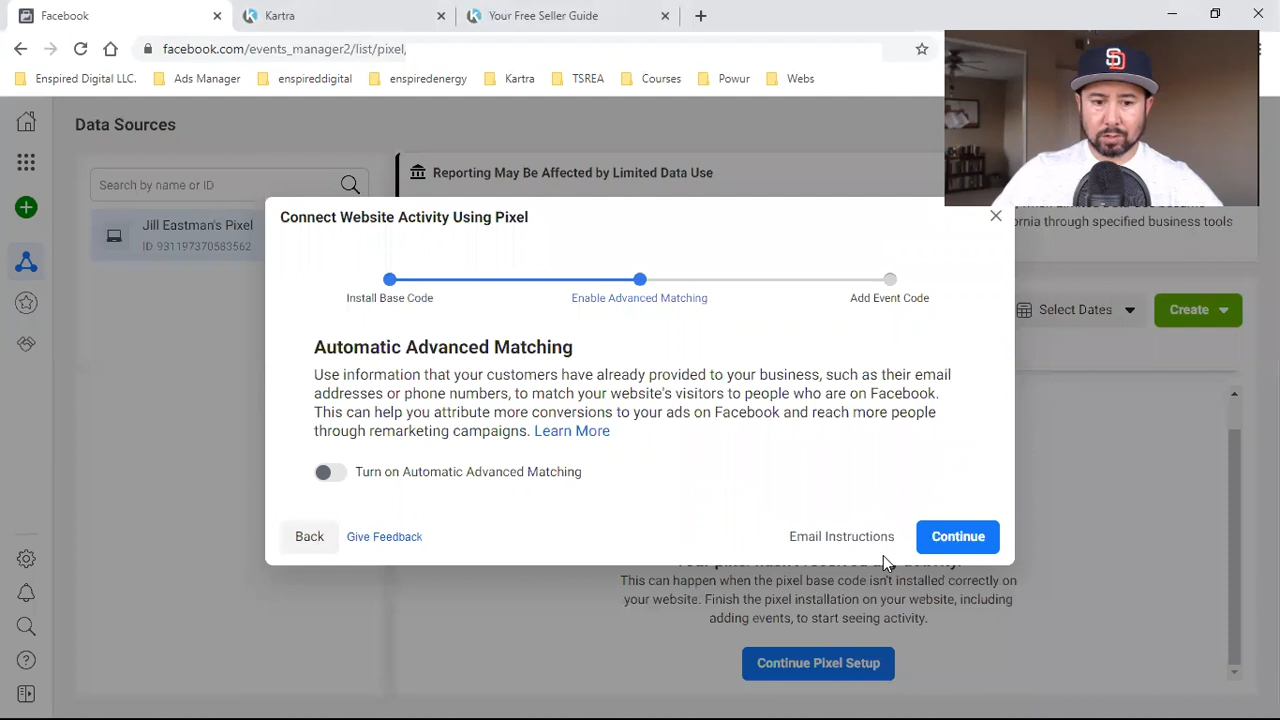 Facebook
Kartra
Your Free Seller Guide
facebook.com/events_manager2/list/pixel,
Enspired Digital LLC.
Ads Manager
enspireddigital
enspiredenergy
Kartra
TSREA
Courses
Powur
Webs
SD
Data Sources
Search by name or ID
Jill Eastman's Pixel
ID 931197370583562
Reporting May Be Affected by Limited Data Use
ornia through specified business tools
Connect Website Activity Using Pixel
Install Base Code
Enable Advanced Matching
Add Event Code
Select Dates
Create
Automatic Advanced Matching
Use information that your customers have already provided to your business, such as their email
addresses or phone numbers, to match your website's visitors to people who are on Facebook.
This can help you attribute more conversions to your ads on Facebook and reach more people
through remarketing campaigns. Learn More
Turn on Automatic Advanced Matching
Back
Give Feedback
Email Instructions
Continue
This can happen when the pixel base code isn't installed correctly on
your website. Finish the pixel installation on your website, including
adding events, to start seeing activity.
Continue Pixel Setup